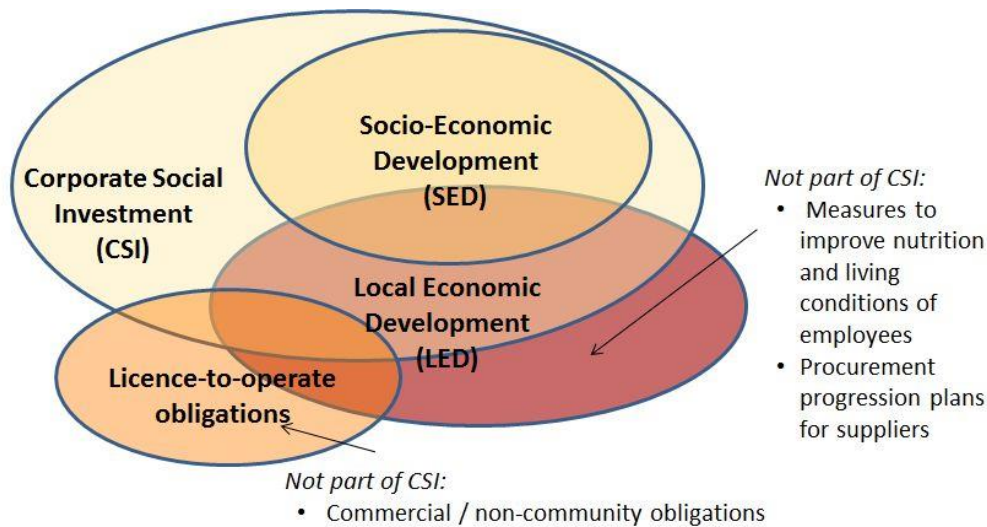 Socio-Economic
Development
(SED)
Corporate Social
Investment
(CSI)
Local Economic
Development
(LED)
Licence-to-operate
obligations
Not part of CSI:
• Measures to
improve nutrition
and living
conditions of
employees
• Procurement
progression plans
for suppliers
Not part of CSI:
• Commercial / non-community obligations